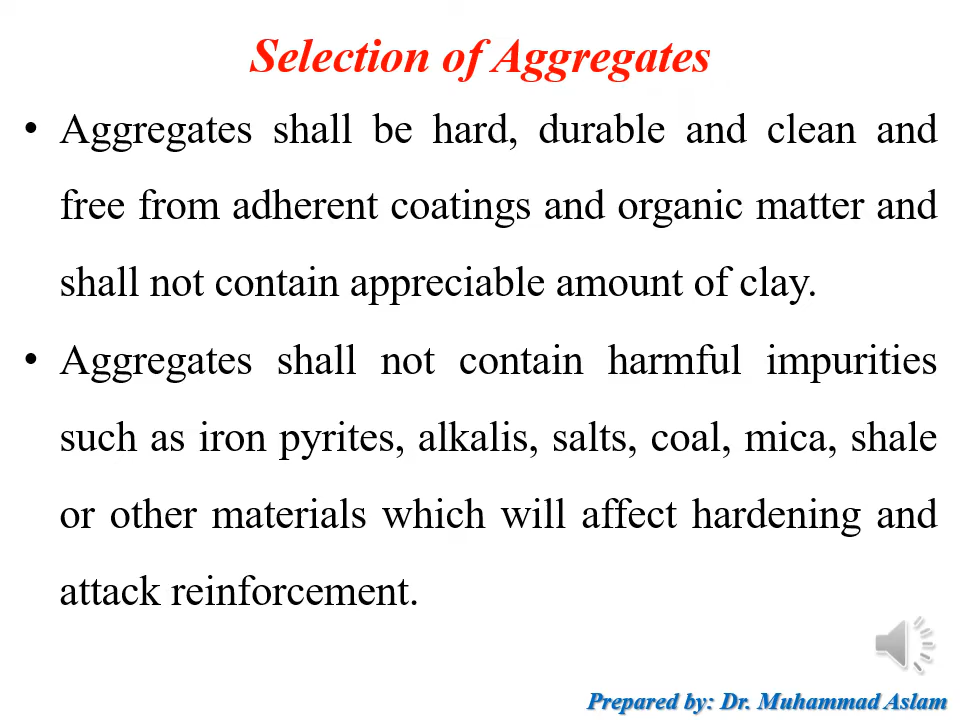 Selection of Aggregates
• Aggregates shall be hard, durable and clean and
free from adherent coatings and organic matter and
shall not contain appreciable amount of clay.
• Aggregates shall not contain harmful impurities
such as iron pyrites, alkalis, salts, coal, mica, shale
or other materials which will affect hardening and
attack reinforcement.
Prepared by: Dr. Muhammad Aslam